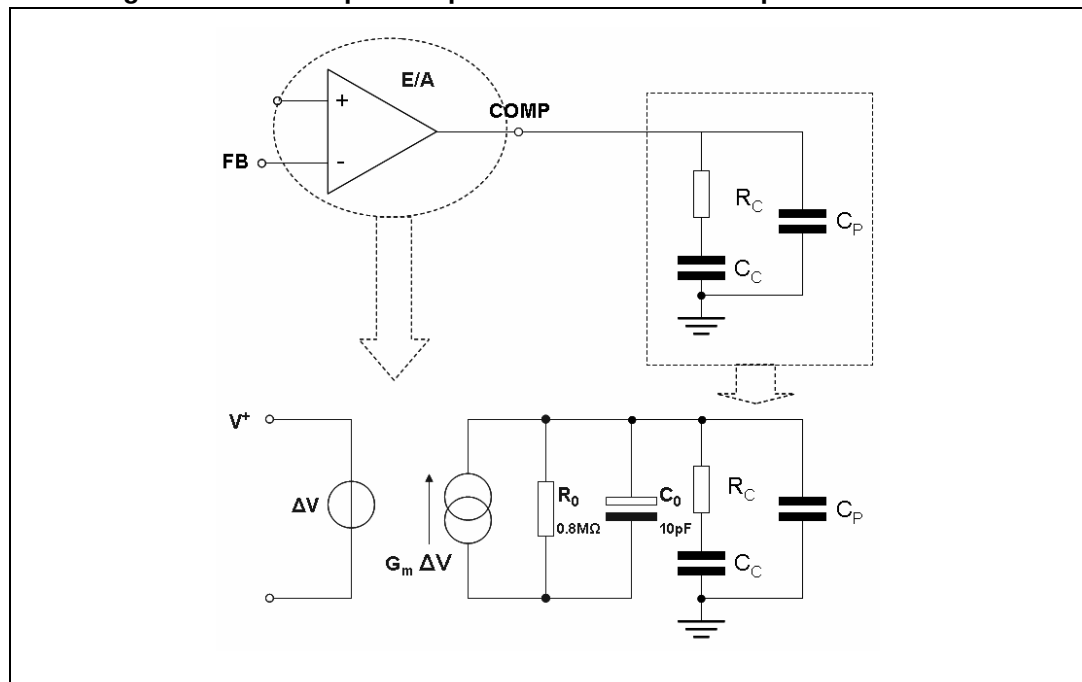 E/A
+
COMP
FB
-
R_C
C_P
C_C
V⁺
ΔV
G_m ΔV
R_0
0.8MΩ
C_0
10pF
R_C
C_P
C_C